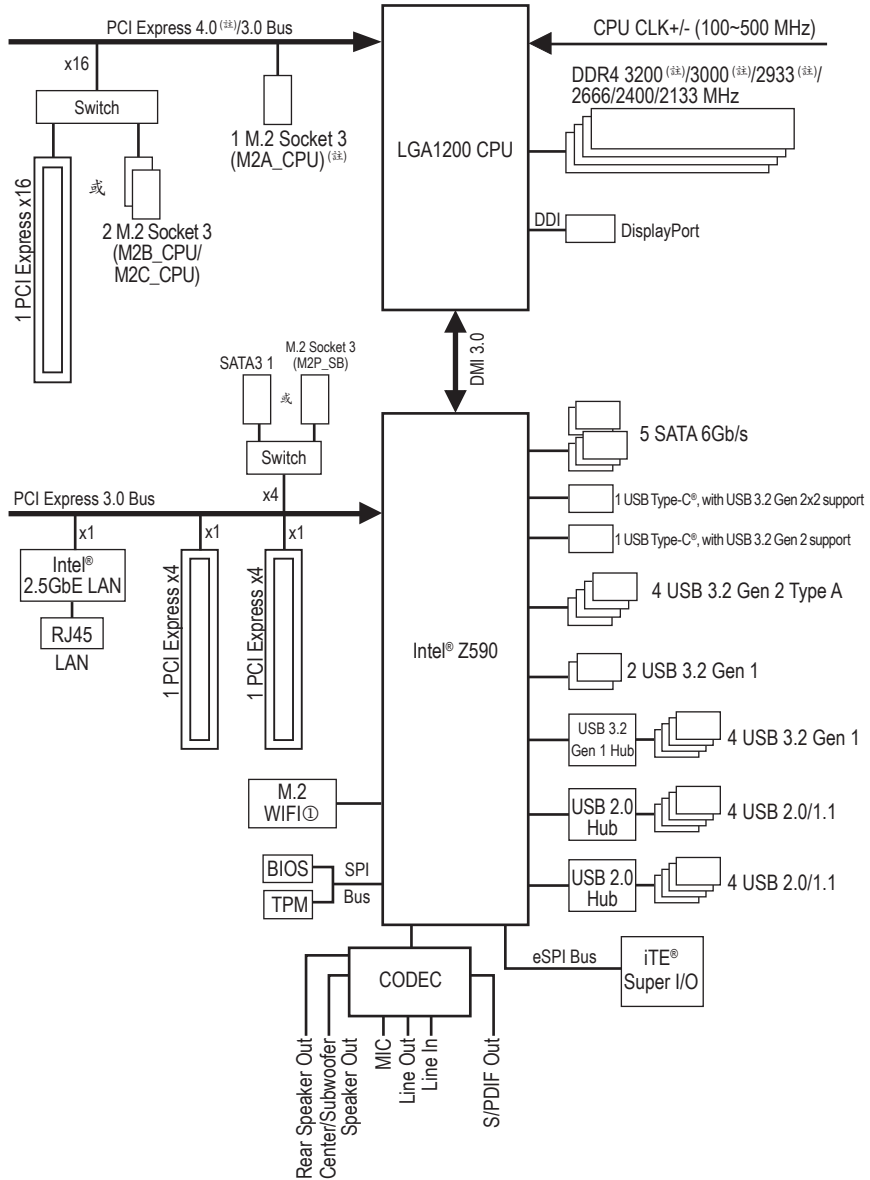 PCI Express 4.0 (註)/3.0 Bus
CPU CLK+/- (100~500 MHz)
x16
Switch
1 M.2 Socket 3
(M2A_CPU) (註)
LGA1200 CPU
DDR4 3200 (註)/3000 (註)/2933 (註)/
2666/2400/2133 MHz
1 PCI Express x16
或
2 M.2 Socket 3
(M2B_CPU/
M2C_CPU)
DDI
DisplayPort
DMI 3.0
SATA3 1
或
M.2 Socket 3
(M2P_SB)
Switch
x4
PCI Express 3.0 Bus
x1
x1
x1
Intel®
2.5GbE LAN
RJ45
LAN
1 PCI Express x4
1 PCI Express x4
Intel® Z590
5 SATA 6Gb/s
1 USB Type-C®, with USB 3.2 Gen 2x2 support
1 USB Type-C®, with USB 3.2 Gen 2 support
4 USB 3.2 Gen 2 Type A
2 USB 3.2 Gen 1
USB 3.2
Gen 1 Hub
4 USB 3.2 Gen 1
M.2
WIFI①
USB 2.0
Hub
4 USB 2.0/1.1
BIOS
TPM
SPI
Bus
USB 2.0
Hub
4 USB 2.0/1.1
CODEC
eSPI Bus
iTE®
Super I/O
Rear Speaker Out
Center/Subwoofer
Speaker Out
MIC
Line Out
Line In
S/PDIF Out